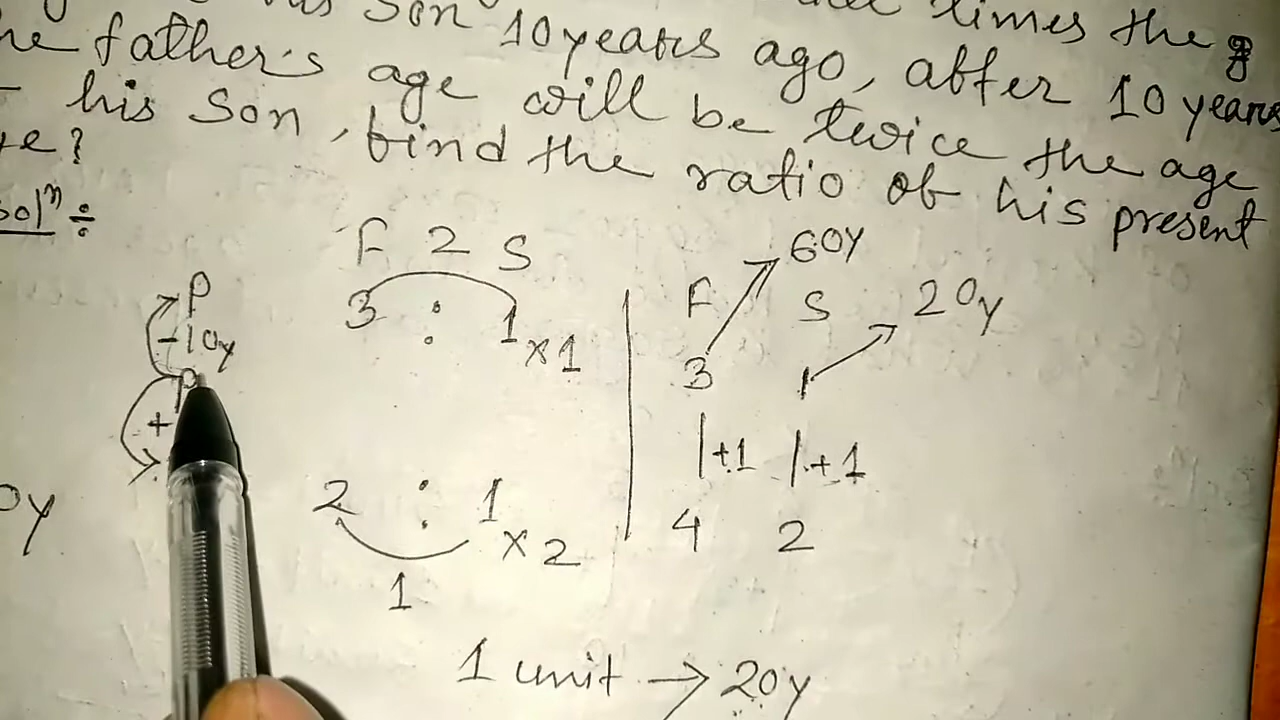 his Son 10 years ago, after 10 years
father's age will be twice the age
his Son, find the ratio of his present
times the
soln ÷
F 2 S
60y
P
-10y
3 : 1 x1
F S 20y
3 1
P
+
|+1 |+1
2 : 1 x2
4 2
0y
1
1 unit → 20y